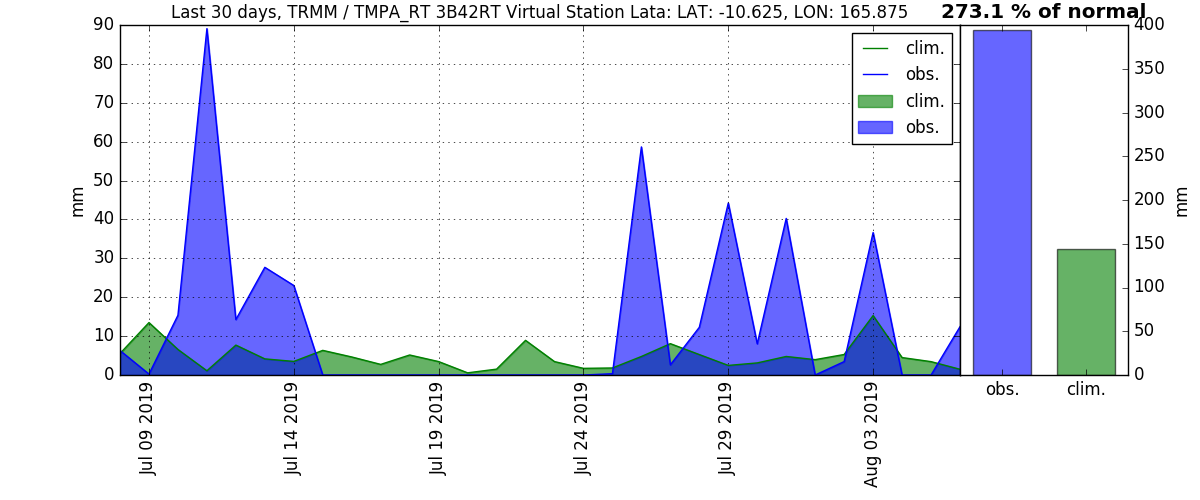 Last 30 days, TRMM / TMPA_RT 3B42RT Virtual Station Lata: LAT: -10.625, LON: 165.875
273.1 % of normal
90
80
70
60
50
40
30
20
10
0
mm
clim.
obs.
clim.
obs.
Jul 09 2019
Jul 14 2019
Jul 19 2019
Jul 24 2019
Jul 29 2019
Aug 03 2019
400
350
300
250
200
150
100
50
0
mm
obs.
clim.